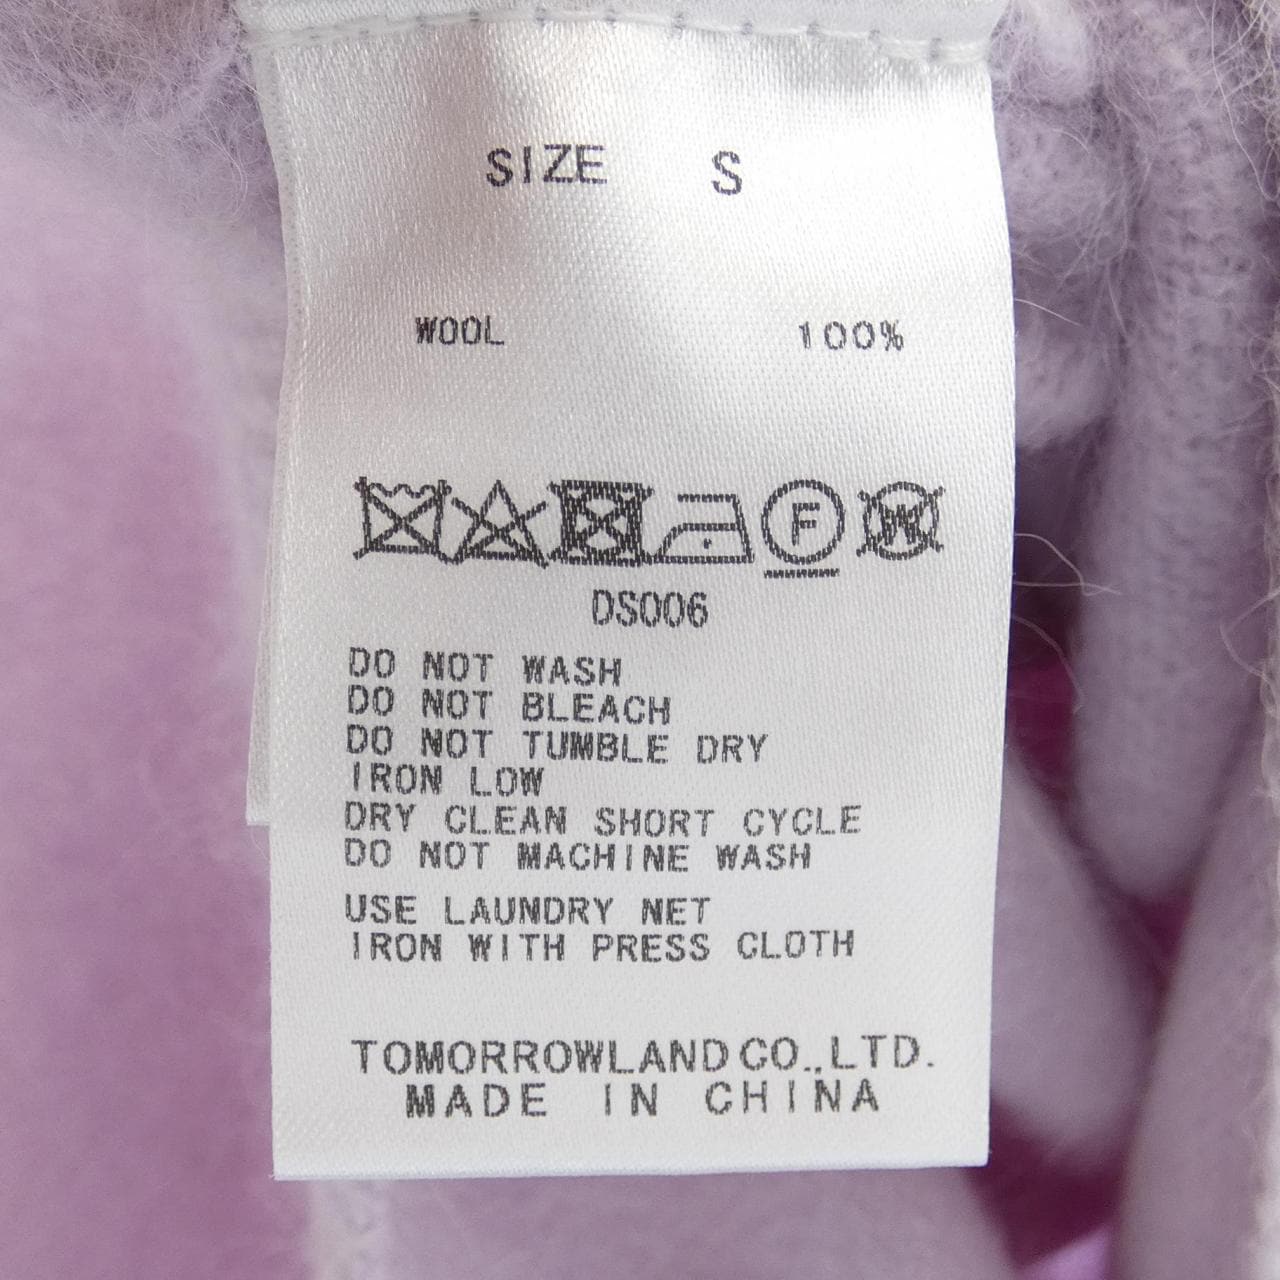 SIZE S
WOOL 100%
F W
DS006
DO NOT WASH
DO NOT BLEACH
DO NOT TUMBLE DRY
IRON LOW
DRY CLEAN SHORT CYCLE
DO NOT MACHINE WASH
USE LAUNDRY NET
IRON WITH PRESS CLOTH
TOMORROWLAND CO.,LTD.
MADE IN CHINA